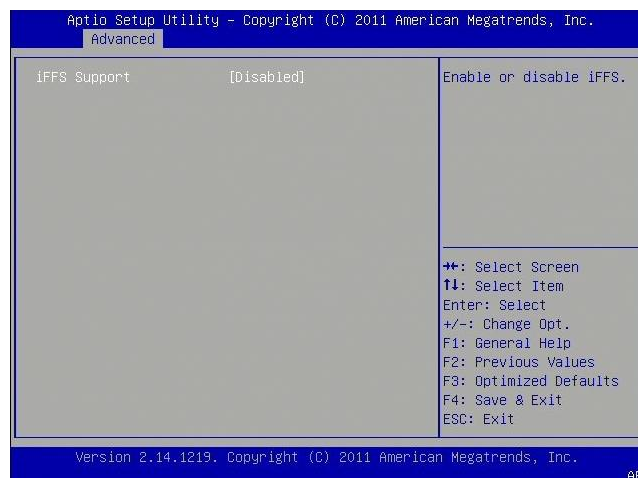 Aptio Setup Utility – Copyright (C) 2011 American Megatrends, Inc.
Advanced
iFFS Support [Disabled]
Enable or disable iFFS.
→←: Select Screen
↑↓: Select Item
Enter: Select
+/-: Change Opt.
F1: General Help
F2: Previous Values
F3: Optimized Defaults
F4: Save & Exit
ESC: Exit
Version 2.14.1219. Copyright (C) 2011 American Megatrends, Inc.